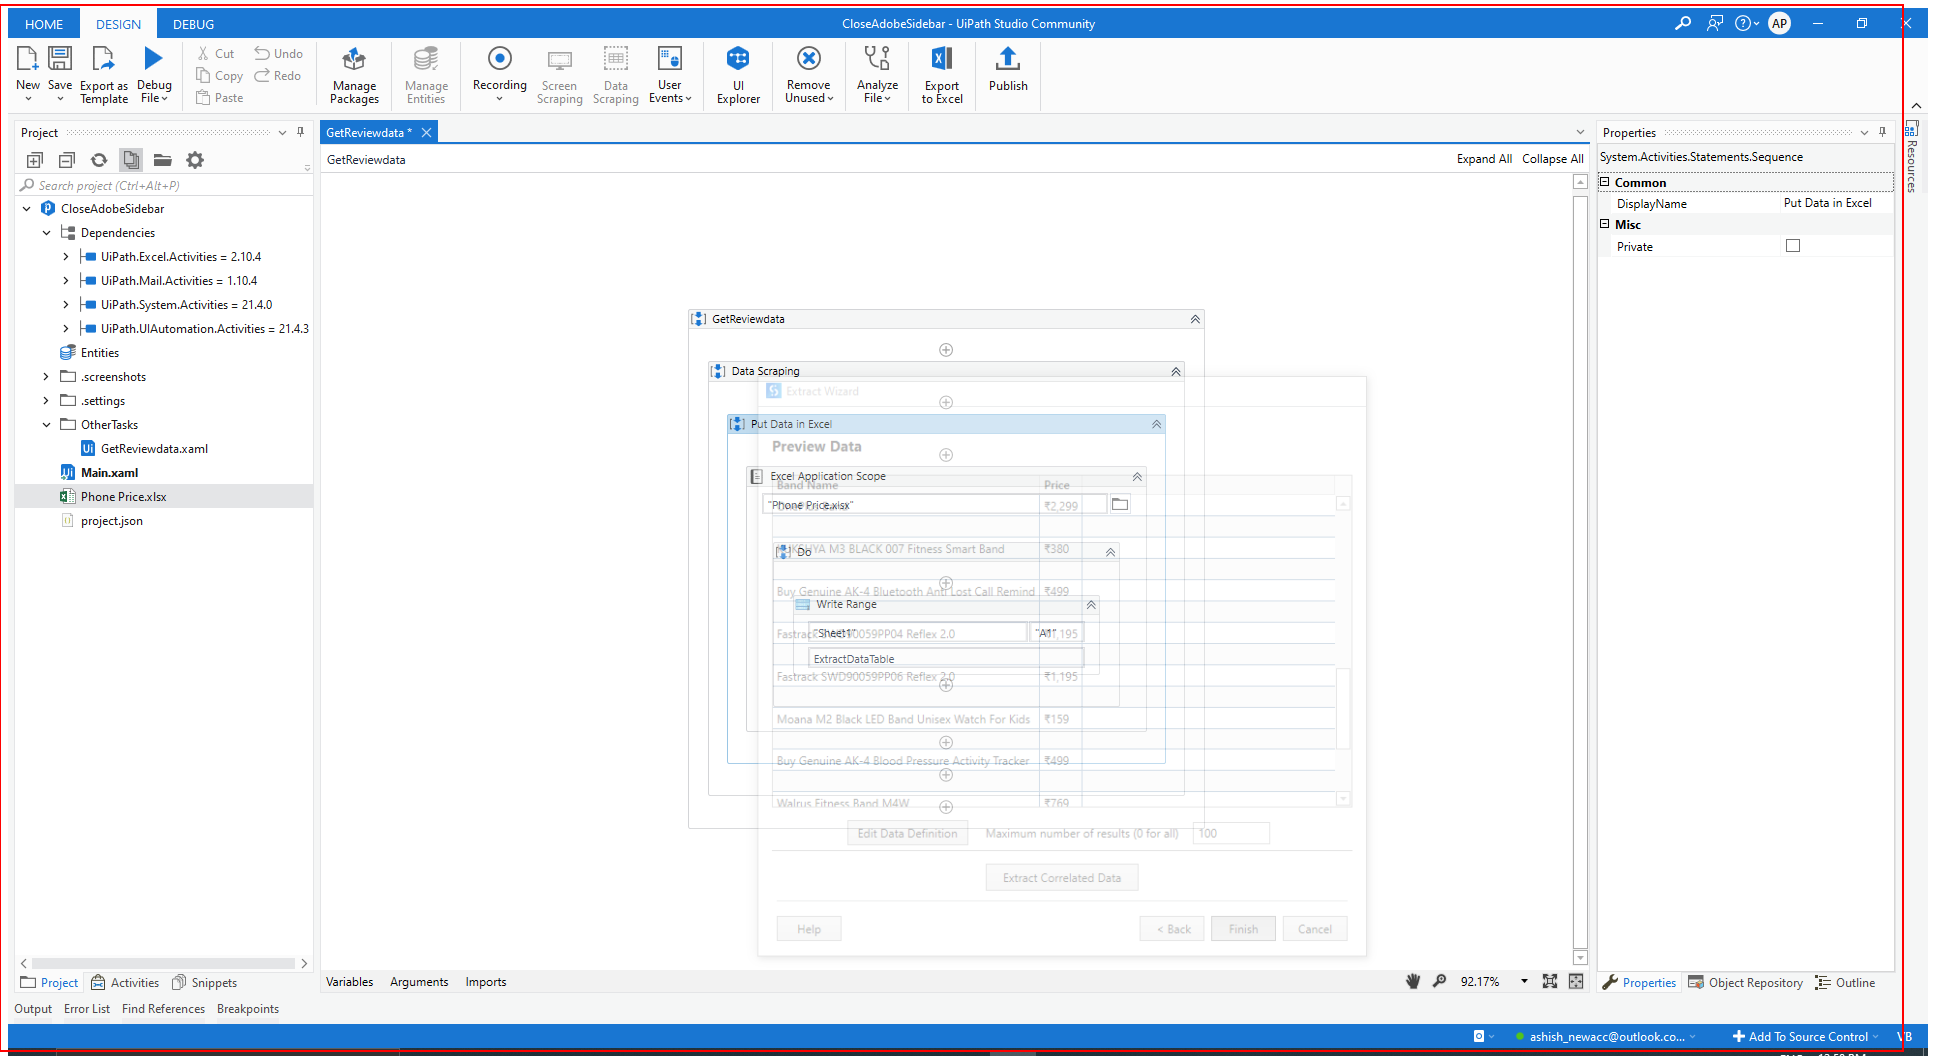 HOME DESIGN DEBUG CloseAdobeSidebar - UiPath Studio Community AP
New Save Export as Template Debug File Cut Copy Paste Undo Redo Manage Packages Manage Entities Recording Screen Scraping Data Scraping User Events UI Explorer Remove Unused Analyze File Export to Excel Publish
Project
Search project (Ctrl+Alt+P)
CloseAdobeSidebar
Dependencies
UiPath.Excel.Activities = 2.10.4
UiPath.Mail.Activities = 1.10.4
UiPath.System.Activities = 21.4.0
UiPath.UIAutomation.Activities = 21.4.3
Entities
.screenshots
.settings
OtherTasks
GetReviewdata.xaml
Main.xaml
Phone Price.xlsx
project.json
Project Activities Snippets
GetReviewdata *
GetReviewdata Expand All Collapse All
GetReviewdata
Data Scraping
Extract Wizard
Put Data in Excel
Preview Data
Excel Application Scope
Band Name Price
"Phone Price.xlsx" ₹2,299
Do
M3 BLACK 007 Fitness Smart Band ₹380
Buy Genuine AK-4 Bluetooth Anti Lost Call Remind ₹499
Write Range
"Sheet1" "A1"
Fastrack SWD90059PP04 Reflex 2.0 ₹1,195
ExtractDataTable
Fastrack SWD90059PP06 Reflex 2.0 ₹1,195
Moana M2 Black LED Band Unisex Watch For Kids ₹159
Buy Genuine AK-4 Blood Pressure Activity Tracker ₹499
Walrus Fitness Band M4W ₹769
Edit Data Definition Maximum number of results (0 for all) 100
Extract Correlated Data
Help < Back Finish Cancel
Variables Arguments Imports 92.17%
Properties
System.Activities.Statements.Sequence
Common
DisplayName Put Data in Excel
Misc
Private
Resources
Properties Object Repository Outline
Output Error List Find References Breakpoints
ashish_newacc@outlook.co... Add To Source Control VB